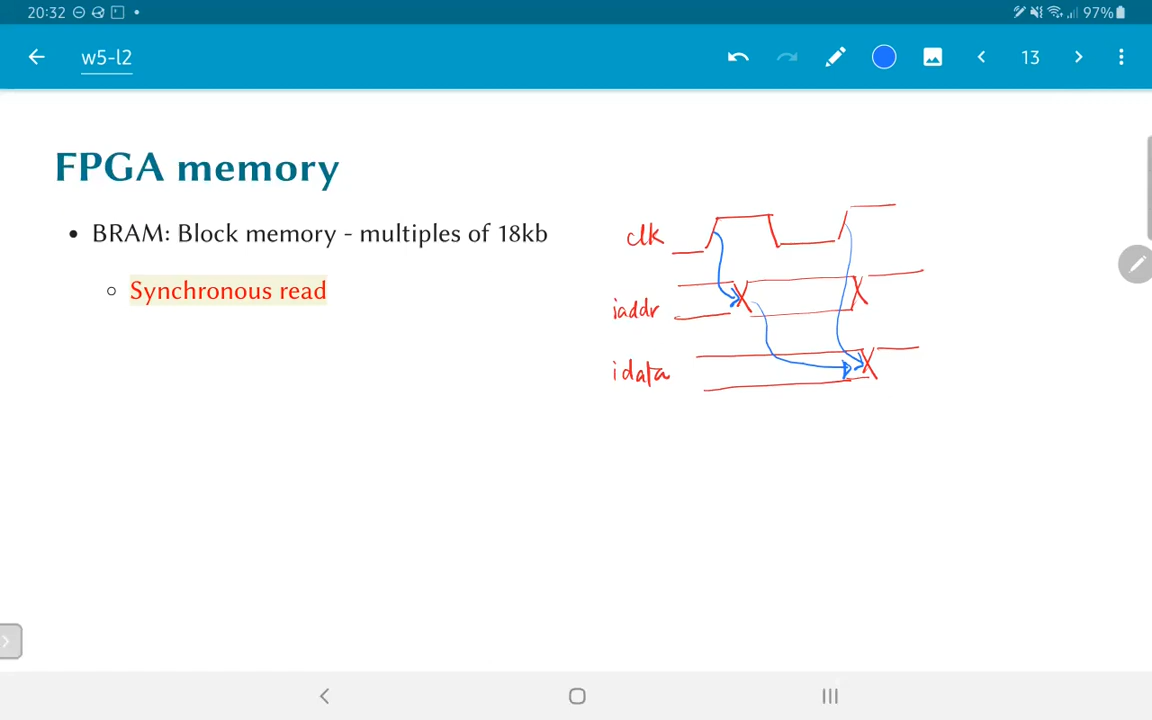 20:32
97%
w5-l2
13
FPGA memory
• BRAM: Block memory - multiples of 18kb
○ Synchronous read
clk
iaddr
idata